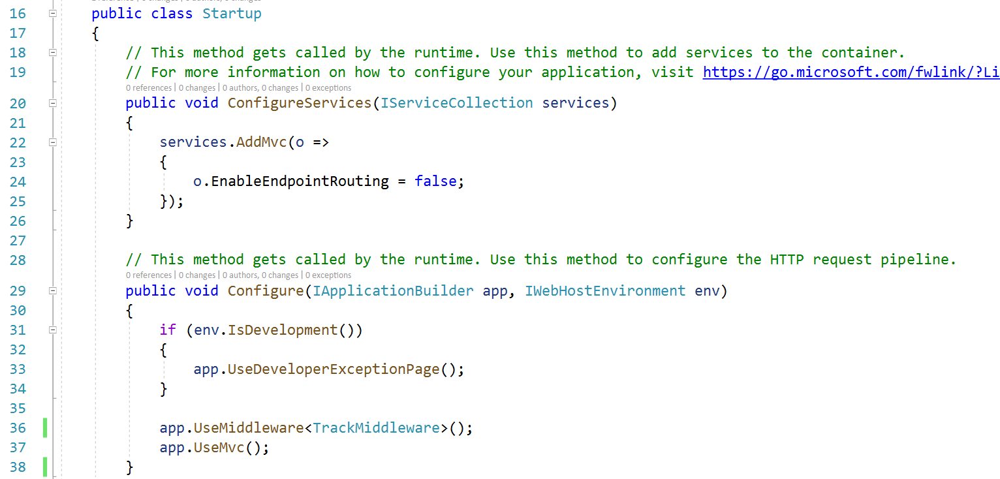 16 public class Startup
17 {
18 // This method gets called by the runtime. Use this method to add services to the container.
19 // For more information on how to configure your application, visit https://go.microsoft.com/fwlink/?Li
0 references | 0 changes | 0 authors, 0 changes | 0 exceptions
20 public void ConfigureServices(IServiceCollection services)
21 {
22 services.AddMvc(o =>
23 {
24 o.EnableEndpointRouting = false;
25 });
26 }
27
28 // This method gets called by the runtime. Use this method to configure the HTTP request pipeline.
0 references | 0 changes | 0 authors, 0 changes | 0 exceptions
29 public void Configure(IApplicationBuilder app, IWebHostEnvironment env)
30 {
31 if (env.IsDevelopment())
32 {
33 app.UseDeveloperExceptionPage();
34 }
35
36 app.UseMiddleware<TrackMiddleware>();
37 app.UseMvc();
38 }